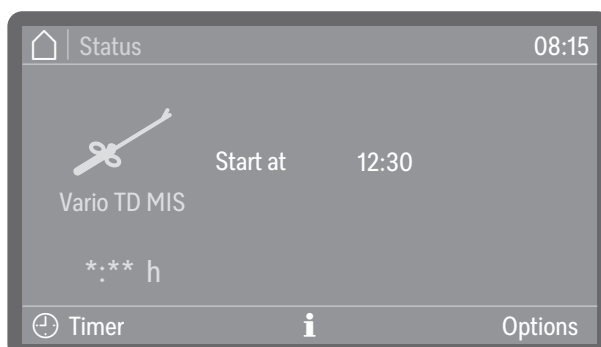 Status 08:15
Start at 12:30
Vario TD MIS
*:** h
Timer i Options